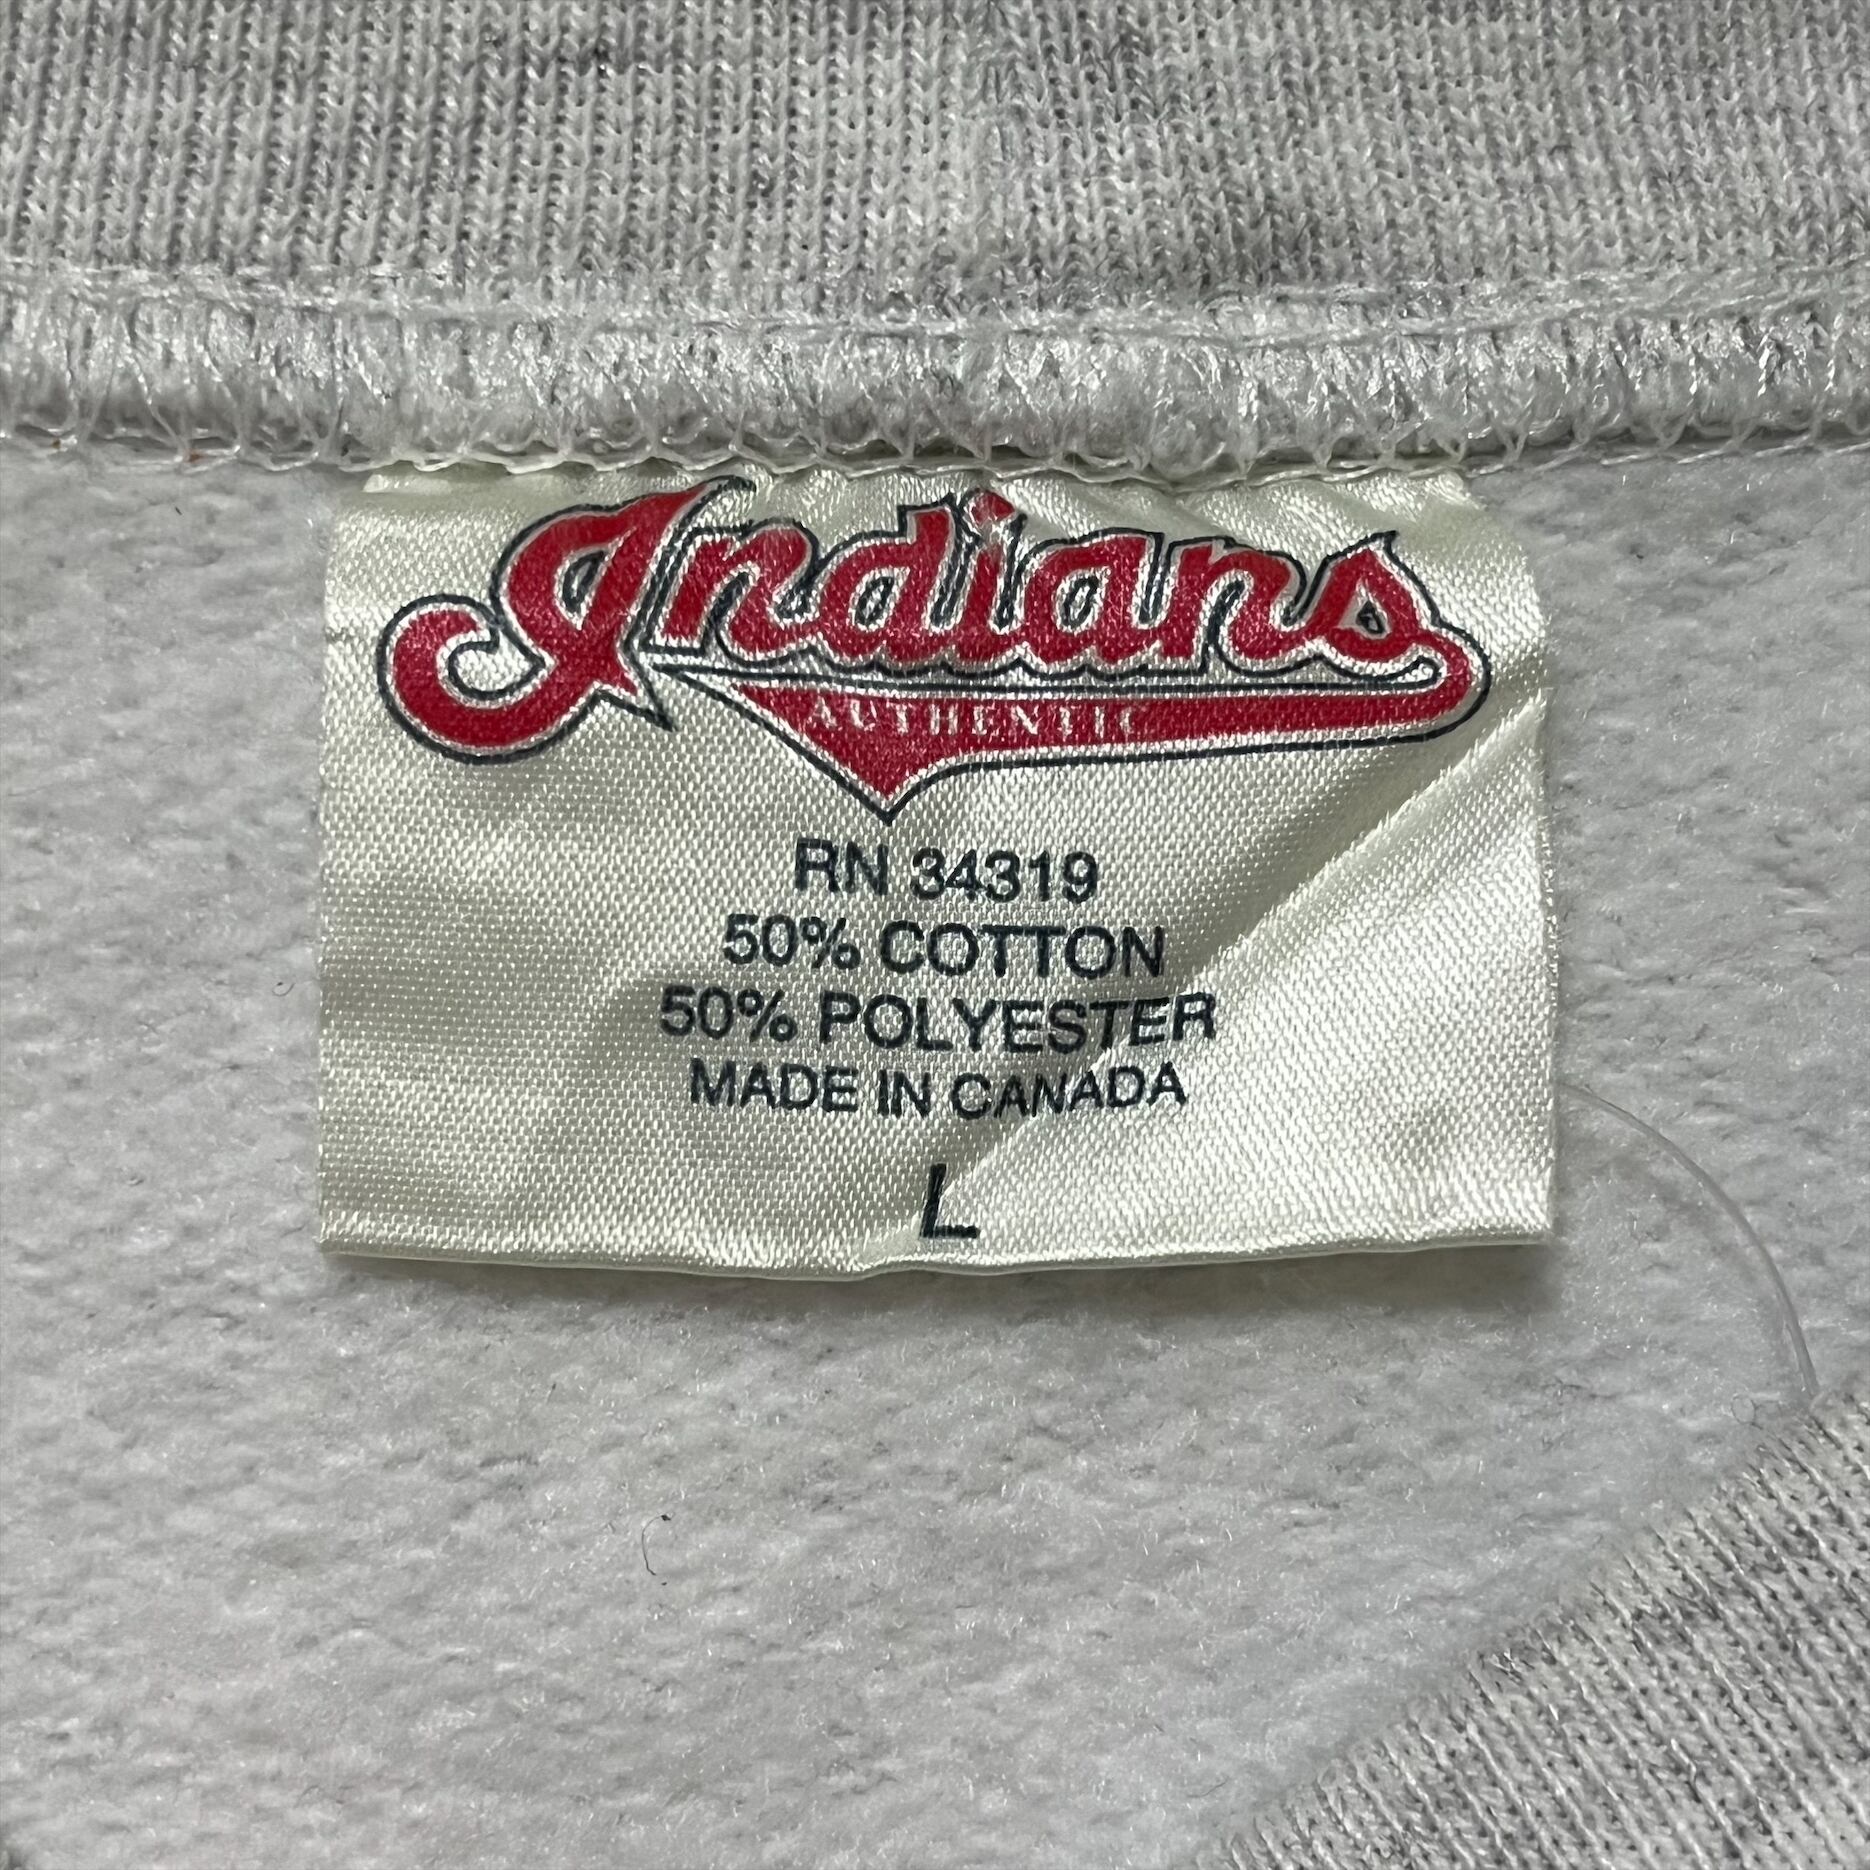 Indians
AUTHENTIC
RN 34319
50% COTTON
50% POLYESTER
MADE IN CANADA
L